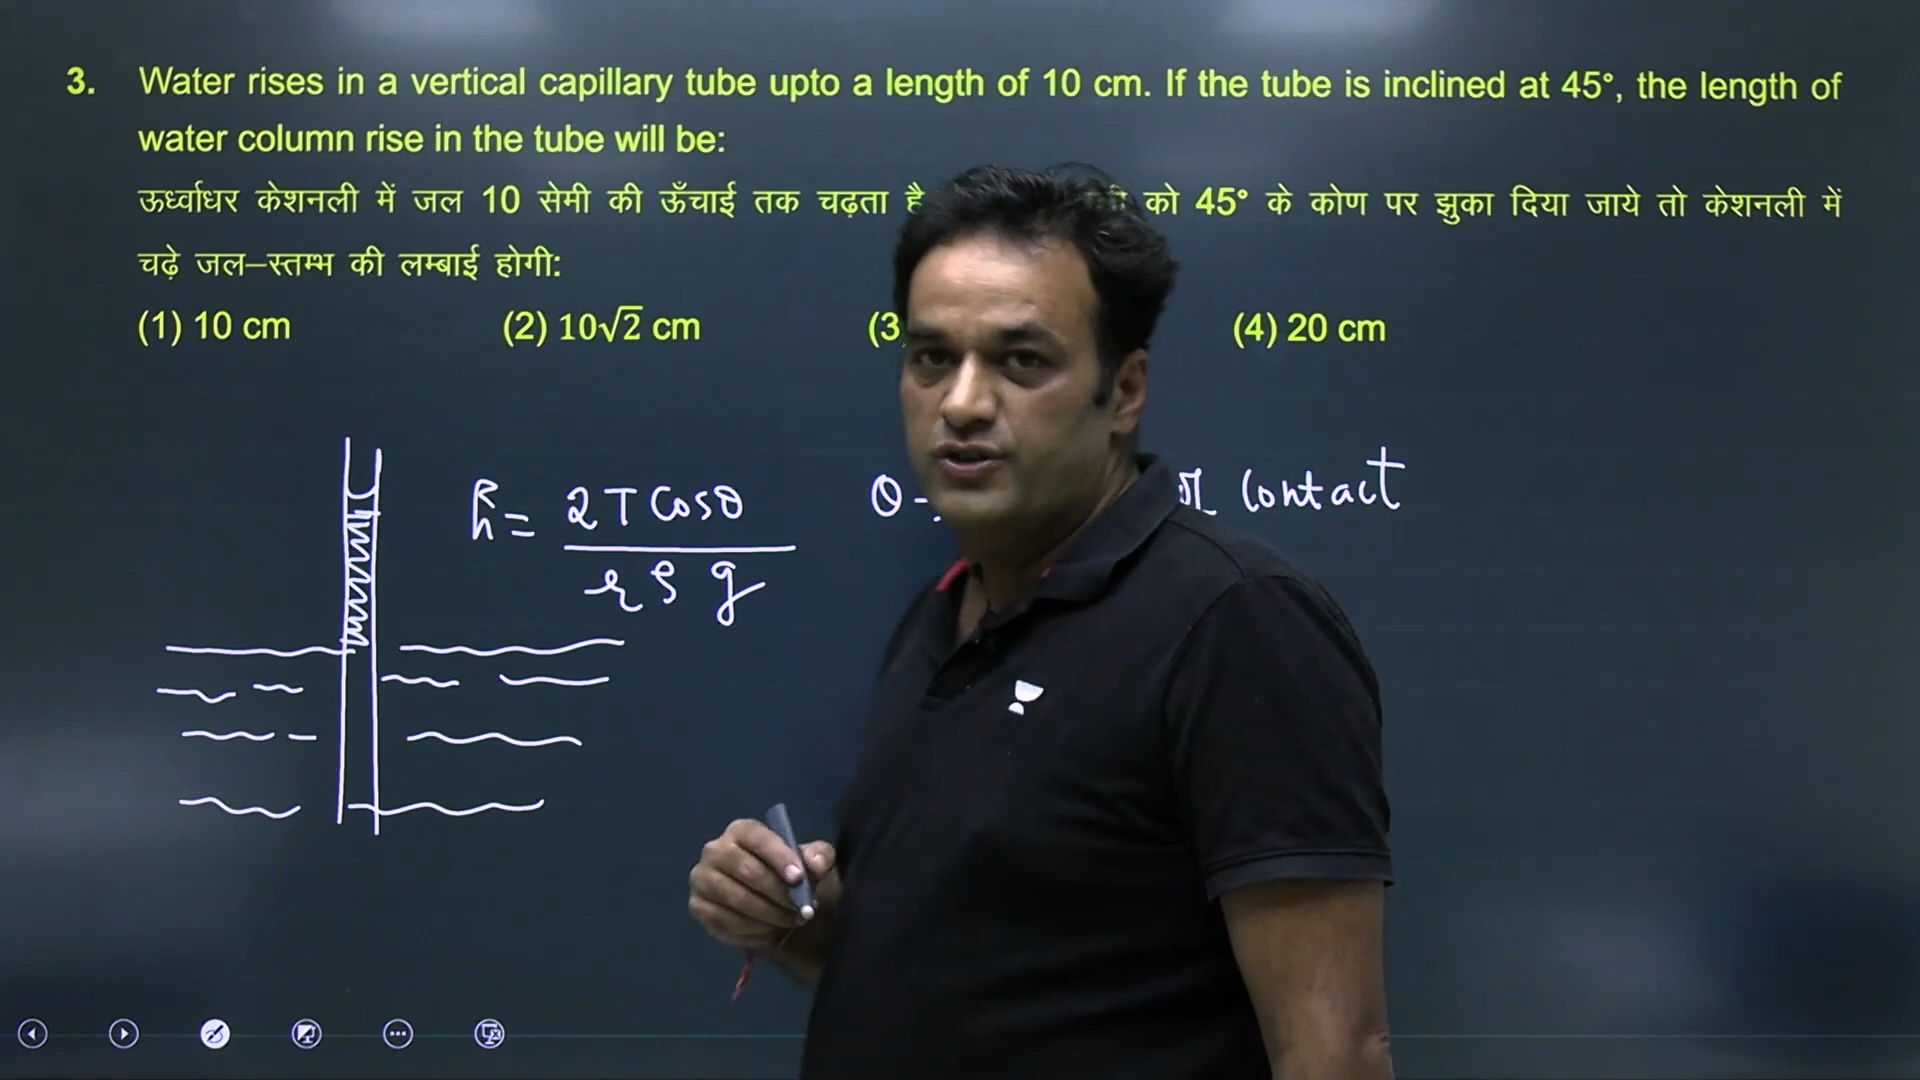 3. Water rises in a vertical capillary tube upto a length of 10 cm. If the tube is inclined at 45°, the length of
water column rise in the tube will be:
ऊर्ध्वाधर केशनली में जल 10 सेमी की ऊँचाई तक चढ़ता है को 45° के कोण पर झुका दिया जाये तो केशनली में
चढ़े जल–स्तम्भ की लम्बाई होगी:
(1) 10 cm (2) 10√2 cm (3 (4) 20 cm
h = 2T Cosθ / rρg θ of Contact